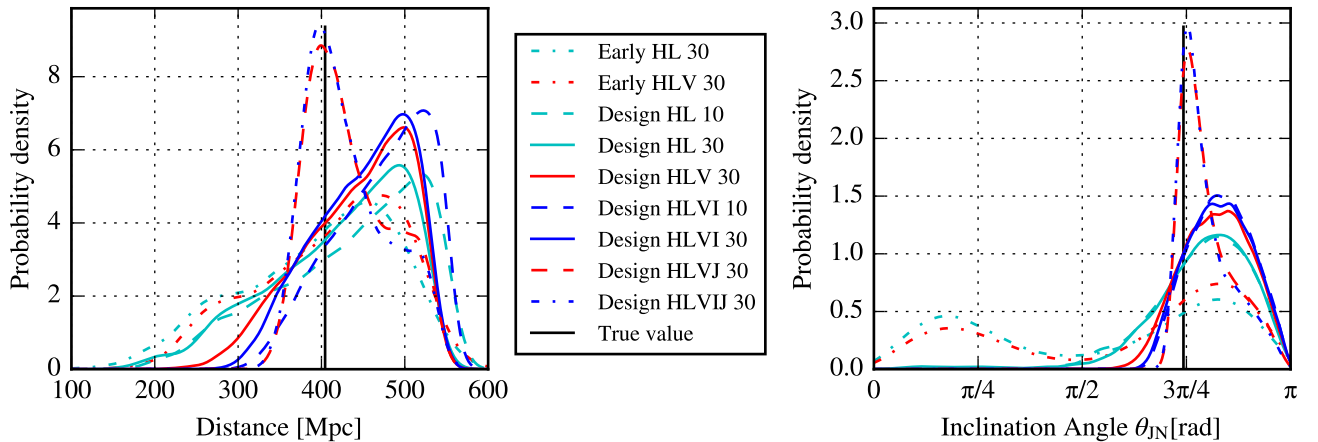 Probability density
8
6
4
2
0
100 200 300 400 500 600
Distance [Mpc]
Early HL 30
Early HLV 30
Design HL 10
Design HL 30
Design HLV 30
Design HLVI 10
Design HLVI 30
Design HLVJ 30
Design HLVIJ 30
True value
Probability density
3.0
2.5
2.0
1.5
1.0
0.5
0.0
0 π/4 π/2 3π/4 π
Inclination Angle θJN[rad]